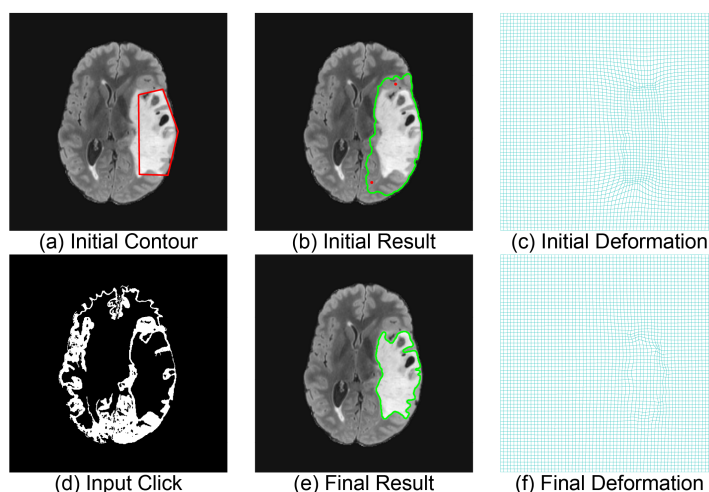 (a) Initial Contour
(b) Initial Result
(c) Initial Deformation
(d) Input Click
(e) Final Result
(f) Final Deformation